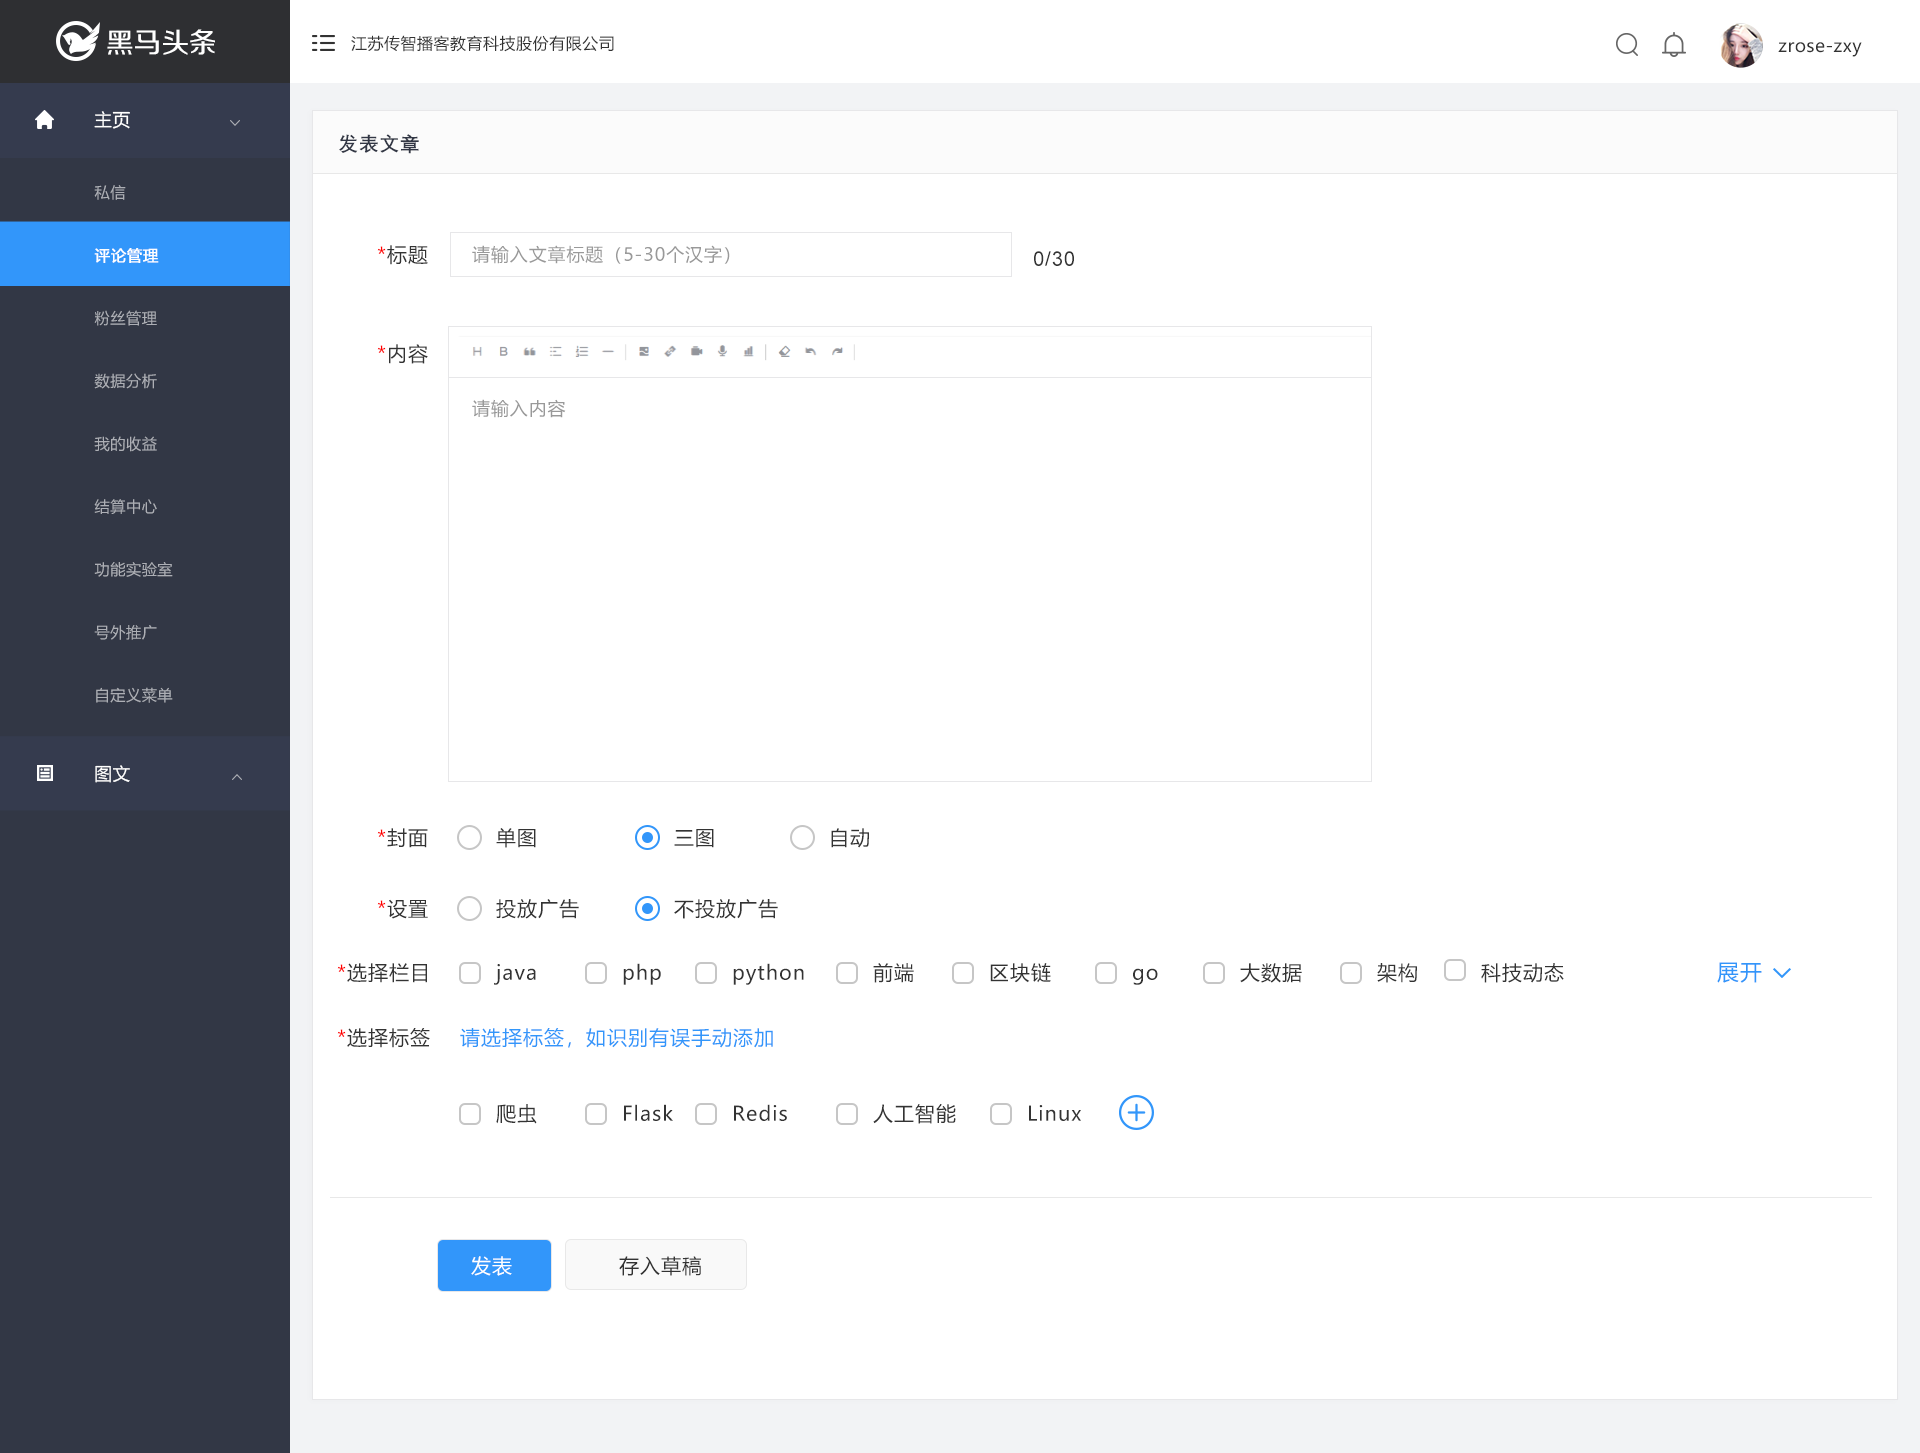 黑马头条
江苏传智播客教育科技股份有限公司
zrose-zxy
主页
私信
评论管理
粉丝管理
数据分析
我的收益
结算中心
功能实验室
号外推广
自定义菜单
图文
发表文章
*标题
请输入文章标题（5-30个汉字）
0/30
*内容
H B
请输入内容
*封面 单图 三图 自动
*设置 投放广告 不投放广告
*选择栏目 java php python 前端 区块链 go 大数据 架构 科技动态 展开
*选择标签 请选择标签，如识别有误手动添加
爬虫 Flask Redis 人工智能 Linux
发表 存入草稿